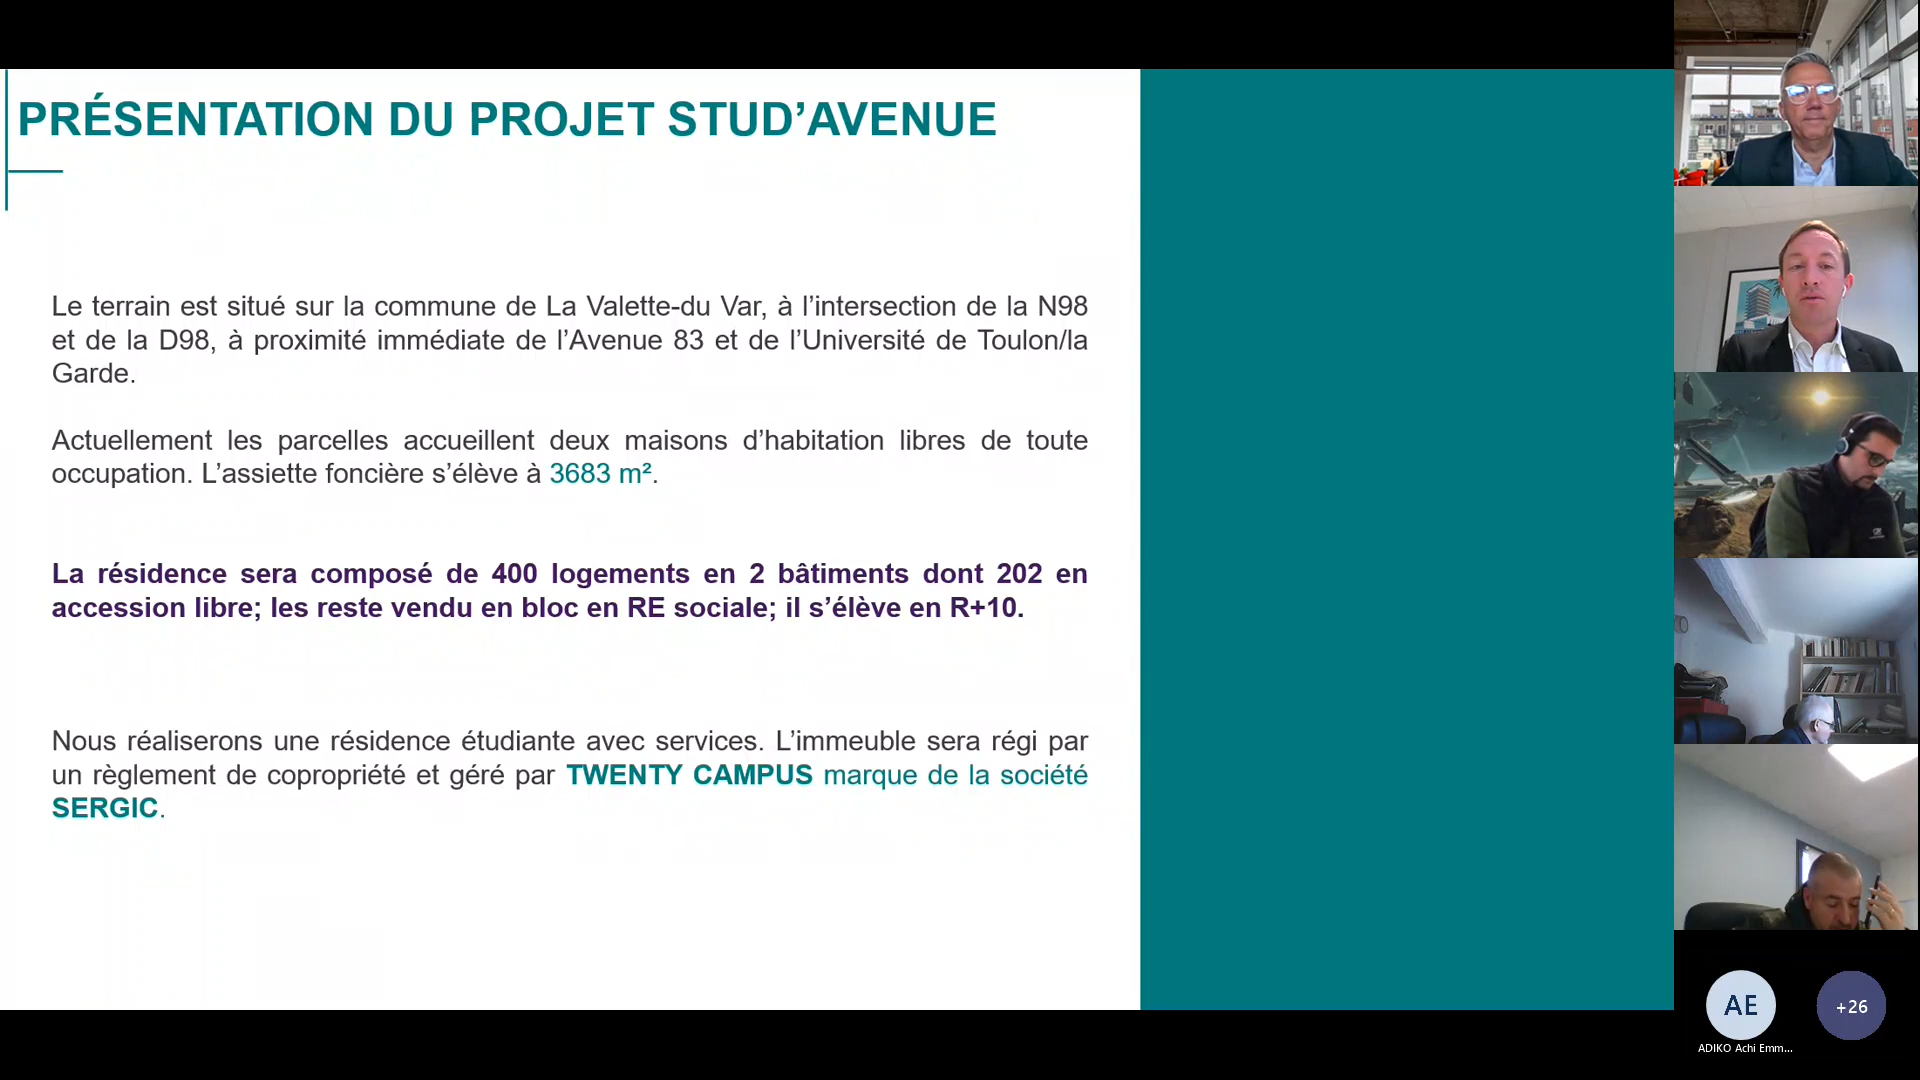 PRÉSENTATION DU PROJET STUD’AVENUE
Le terrain est situé sur la commune de La Valette-du Var, à l’intersection de la N98
et de la D98, à proximité immédiate de l’Avenue 83 et de l’Université de Toulon/la
Garde.
Actuellement les parcelles accueillent deux maisons d’habitation libres de toute
occupation. L’assiette foncière s’élève à 3683 m².
La résidence sera composé de 400 logements en 2 bâtiments dont 202 en
accession libre; les reste vendu en bloc en RE sociale; il s’élève en R+10.
Nous réaliserons une résidence étudiante avec services. L’immeuble sera régi par
un règlement de copropriété et géré par TWENTY CAMPUS marque de la société
SERGIC.
AE
+26
ADIKO Achi Emm...